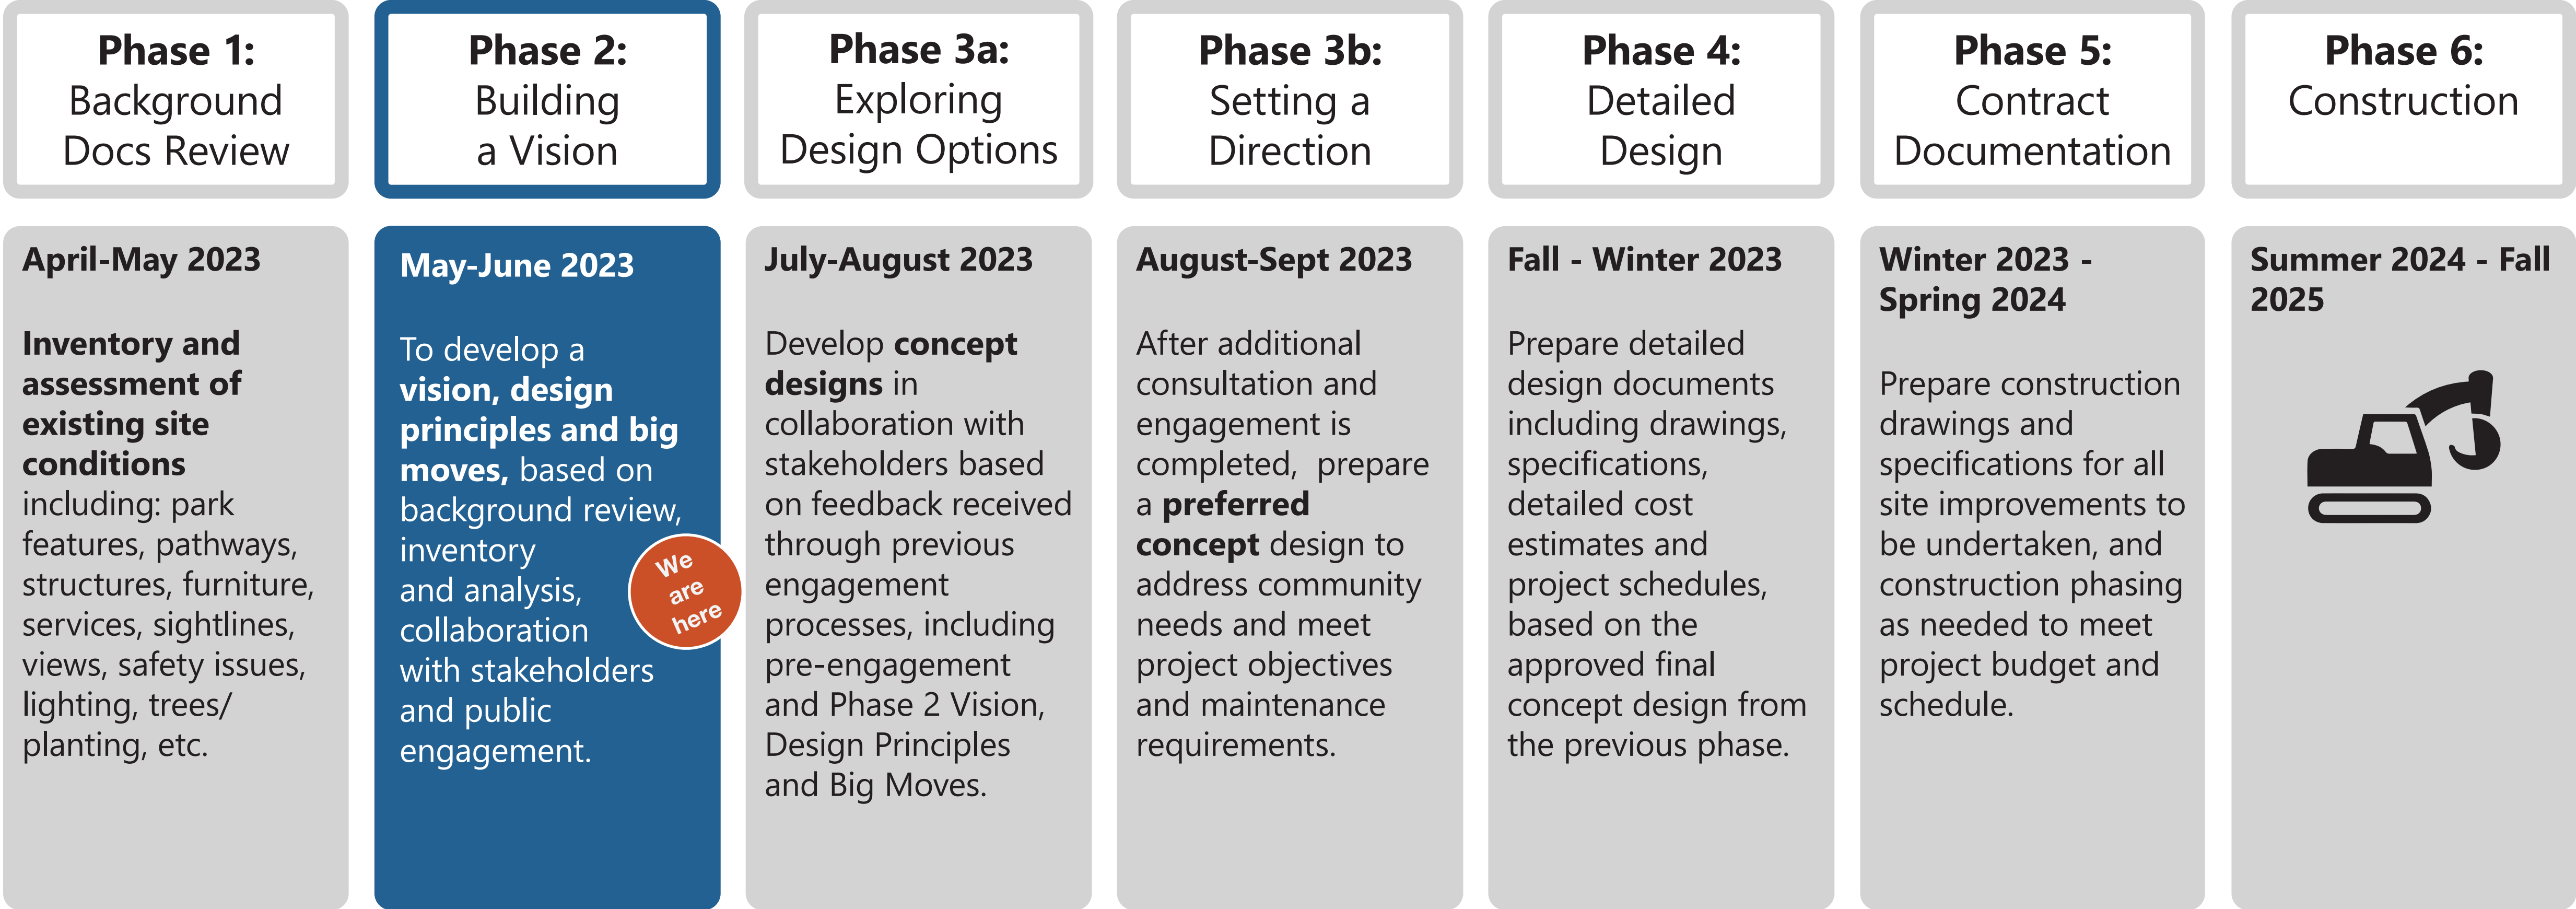 Phase 1:
Background
Docs Review
April-May 2023
Inventory and
assessment of
existing site
conditions
including: park
features, pathways,
structures, furniture,
services, sightlines,
views, safety issues,
lighting, trees/
planting, etc.
Phase 2:
Building
a Vision
May-June 2023
To develop a
vision, design
principles and big
moves, based on
background review,
inventory
and analysis,
collaboration
with stakeholders
and public
engagement.
We
are
here
Phase 3a:
Exploring
Design Options
July-August 2023
Develop concept
designs in
collaboration with
stakeholders based
on feedback received
through previous
engagement
processes, including
pre-engagement
and Phase 2 Vision,
Design Principles
and Big Moves.
Phase 3b:
Setting a
Direction
August-Sept 2023
After additional
consultation and
engagement is
completed,  prepare
a preferred
concept design to
address community
needs and meet
project objectives
and maintenance
requirements.
Phase 4:
Detailed
Design
Fall - Winter 2023
Prepare detailed
design documents
including drawings,
specifications,
detailed cost
estimates and
project schedules,
based on the
approved final
concept design from
the previous phase.
Phase 5:
Contract
Documentation
Winter 2023 -
Spring 2024
Prepare construction
drawings and
specifications for all
site improvements to
be undertaken, and
construction phasing
as needed to meet
project budget and
schedule.
Phase 6:
Construction
Summer 2024 - Fall
2025